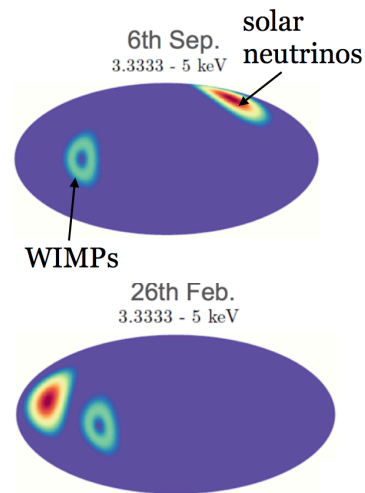 solar
neutrinos
6th Sep.
3.3333 - 5 keV
WIMPs
26th Feb.
3.3333 - 5 keV